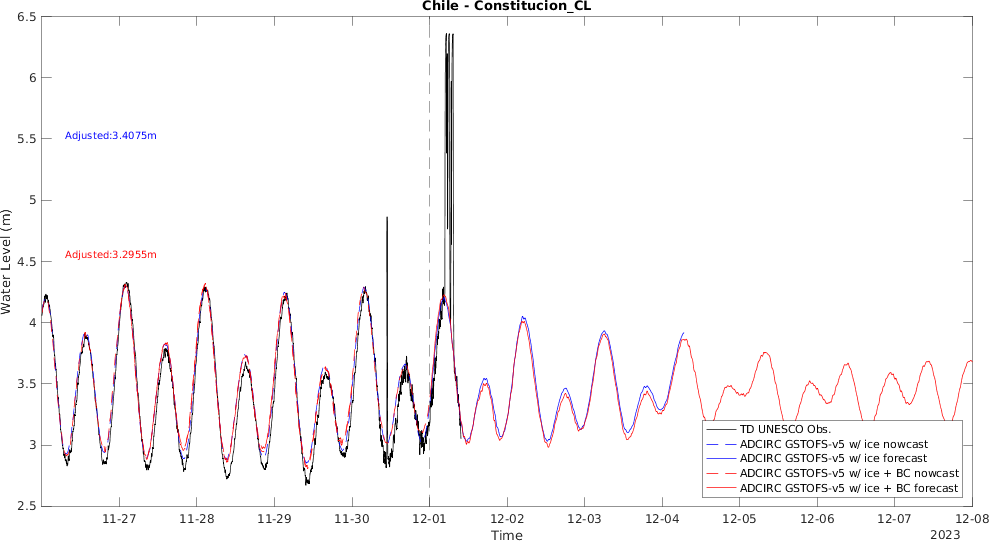 Chile - Constitucion_CL
6.5
6
5.5
5
4.5
4
3.5
3
2.5
Water Level (m)
Adjusted:3.4075m
Adjusted:3.2955m
TD UNESCO Obs.
ADCIRC GSTOFS-v5 w/ ice nowcast
ADCIRC GSTOFS-v5 w/ ice forecast
ADCIRC GSTOFS-v5 w/ ice + BC nowcast
ADCIRC GSTOFS-v5 w/ ice + BC forecast
11-27 11-28 11-29 11-30 12-01 12-02 12-03 12-04 12-05 12-06 12-07 12-08
Time
2023